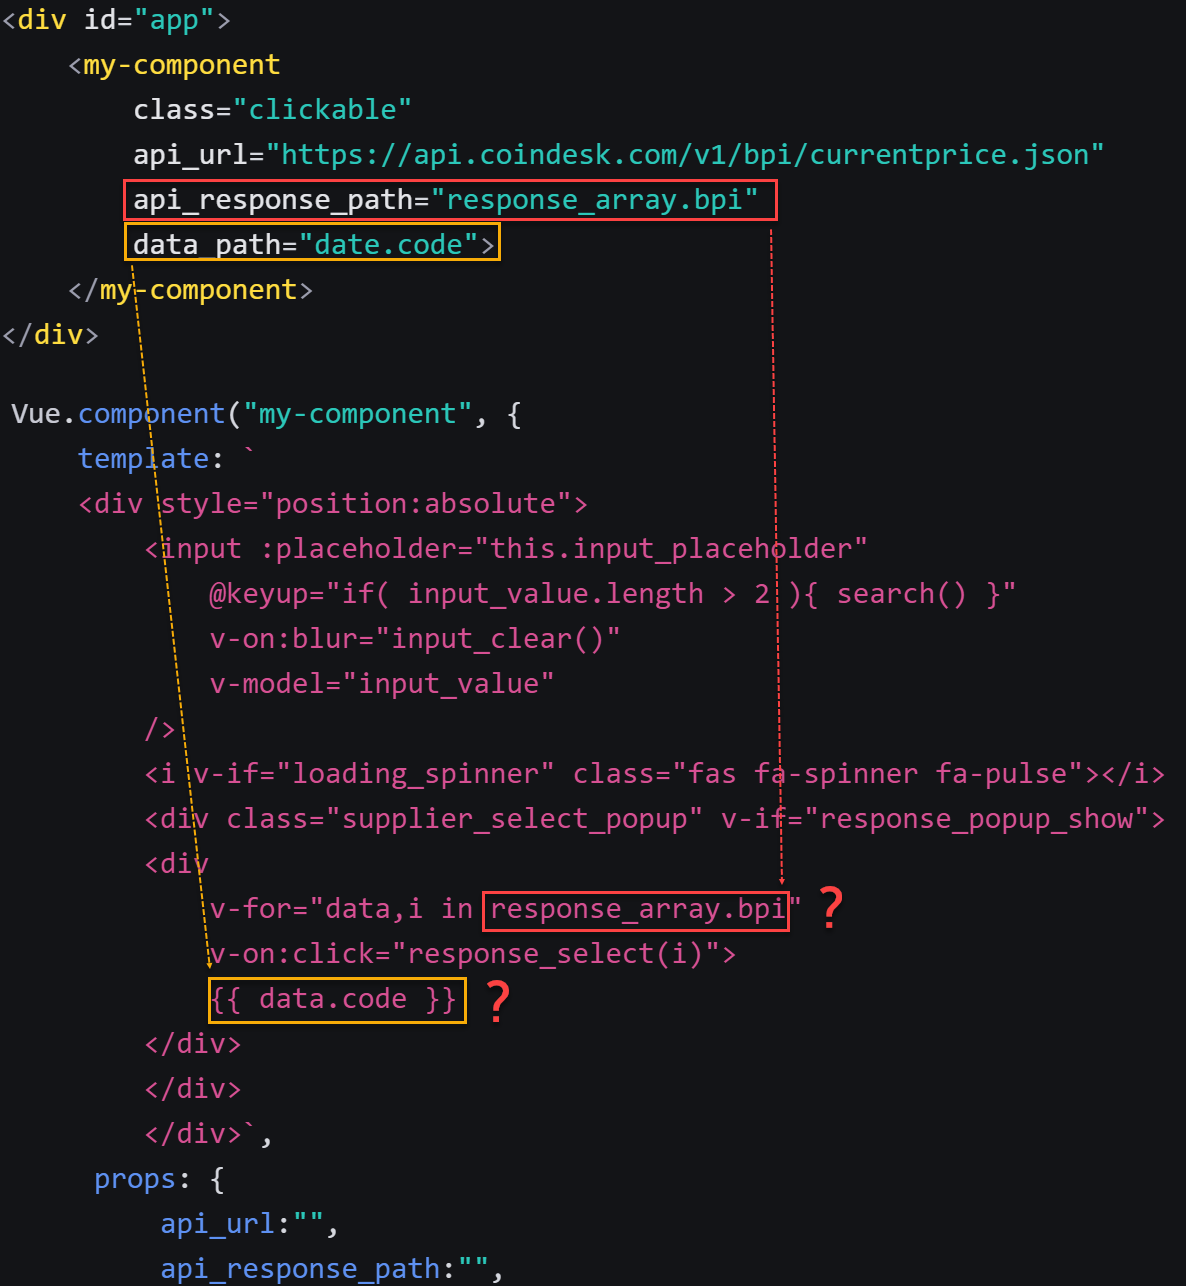 <div id="app">
<my-component
class="clickable"
api_url="https://api.coindesk.com/v1/bpi/currentprice.json"
api_response_path="response_array.bpi"
data_path="date.code">
</my-component>
</div>
Vue.component("my-component", {
template: `
<div style="position:absolute">
<input :placeholder="this.input_placeholder"
@keyup="if( input_value.length > 2 ){ search() }"
v-on:blur="input_clear()"
v-model="input_value"
/>
<i v-if="loading_spinner" class="fas fa-spinner fa-pulse"></i>
<div class="supplier_select_popup" v-if="response_popup_show">
<div
v-for="data,i in response_array.bpi" ?
v-on:click="response_select(i)">
{{ data.code }} ?
</div>
</div>
</div>`,
props: {
api_url:"",
api_response_path:"",